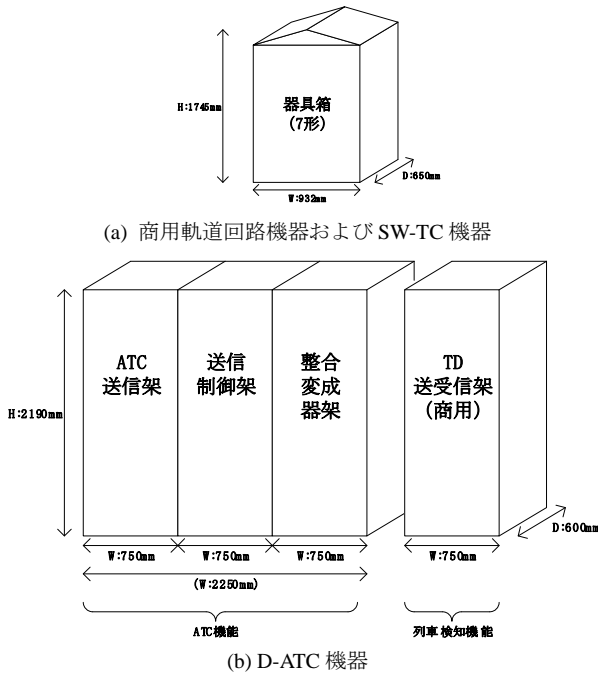 H:1745mm
器具箱
(7形)
D:650mm
W:932mm
(a) 商用軌道回路機器および SW-TC 機器
ATC
送信架
送信
制御架
整合
変成
器架
TD
送受信架
(商用)
H:2190mm
D:600mm
W:750mm
W:750mm
W:750mm
W:750mm
(W:2250mm)
ATC機能
列車検知機能
(b) D-ATC 機器